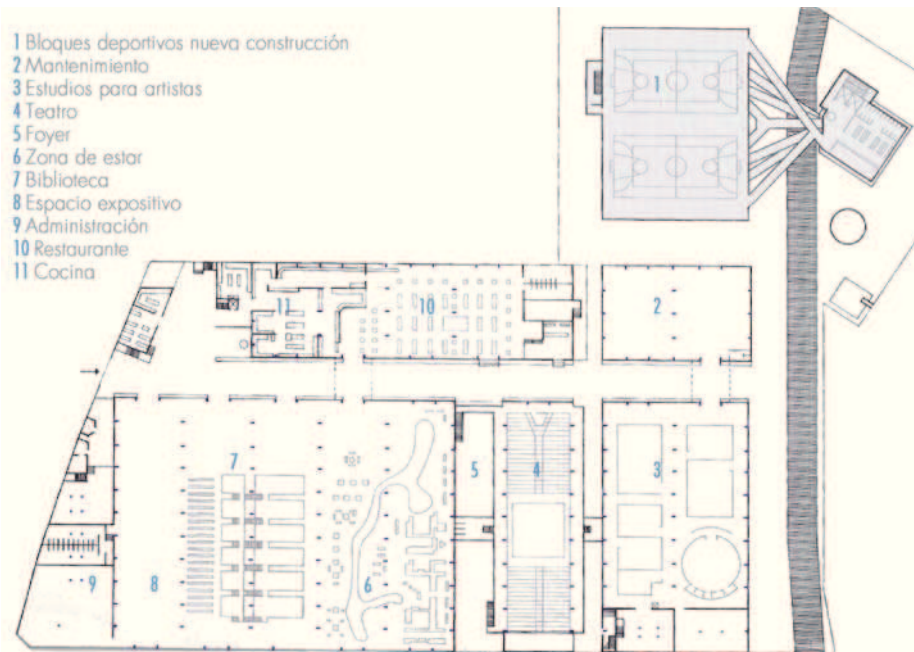 1 Bloques deportivos nueva construcción
2 Mantenimiento
3 Estudios para artistas
4 Teatro
5 Foyer
6 Zona de estar
7 Biblioteca
8 Espacio expositivo
9 Administración
10 Restaurante
11 Cocina
1
11
10
2
7
5
4
3
9
8
6